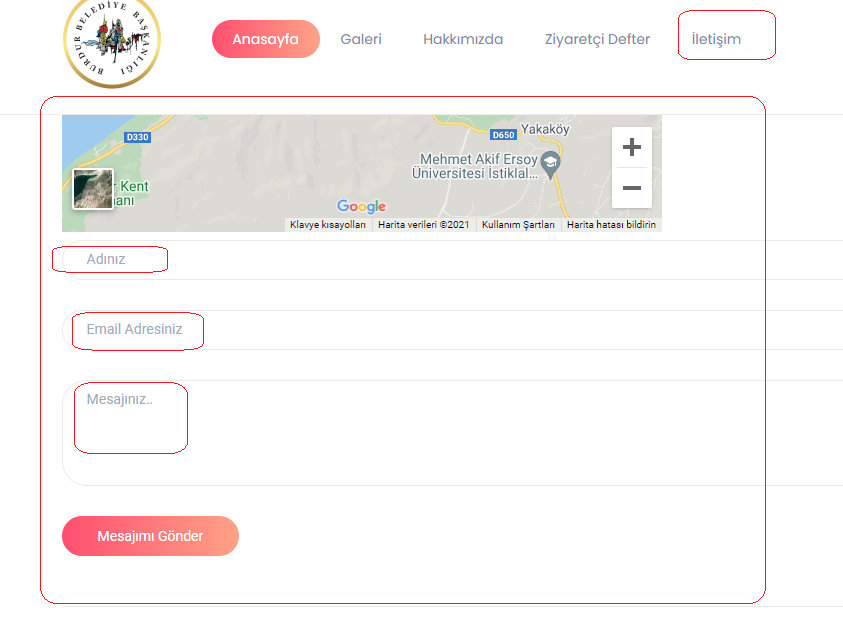 BURDUR BELEDİYE BAŞKANLIĞI
Anasayfa
Galeri
Hakkımızda
Ziyaretçi Defter
İletişim
D330
D650
Yakaköy
Mehmet Akif Ersoy
Üniversitesi İstiklal...
Kent
Google
Klavye kısayolları
Harita verileri ©2021
Kullanım Şartları
Harita hatası bildirin
Adınız
Email Adresiniz
Mesajınız..
Mesajımı Gönder